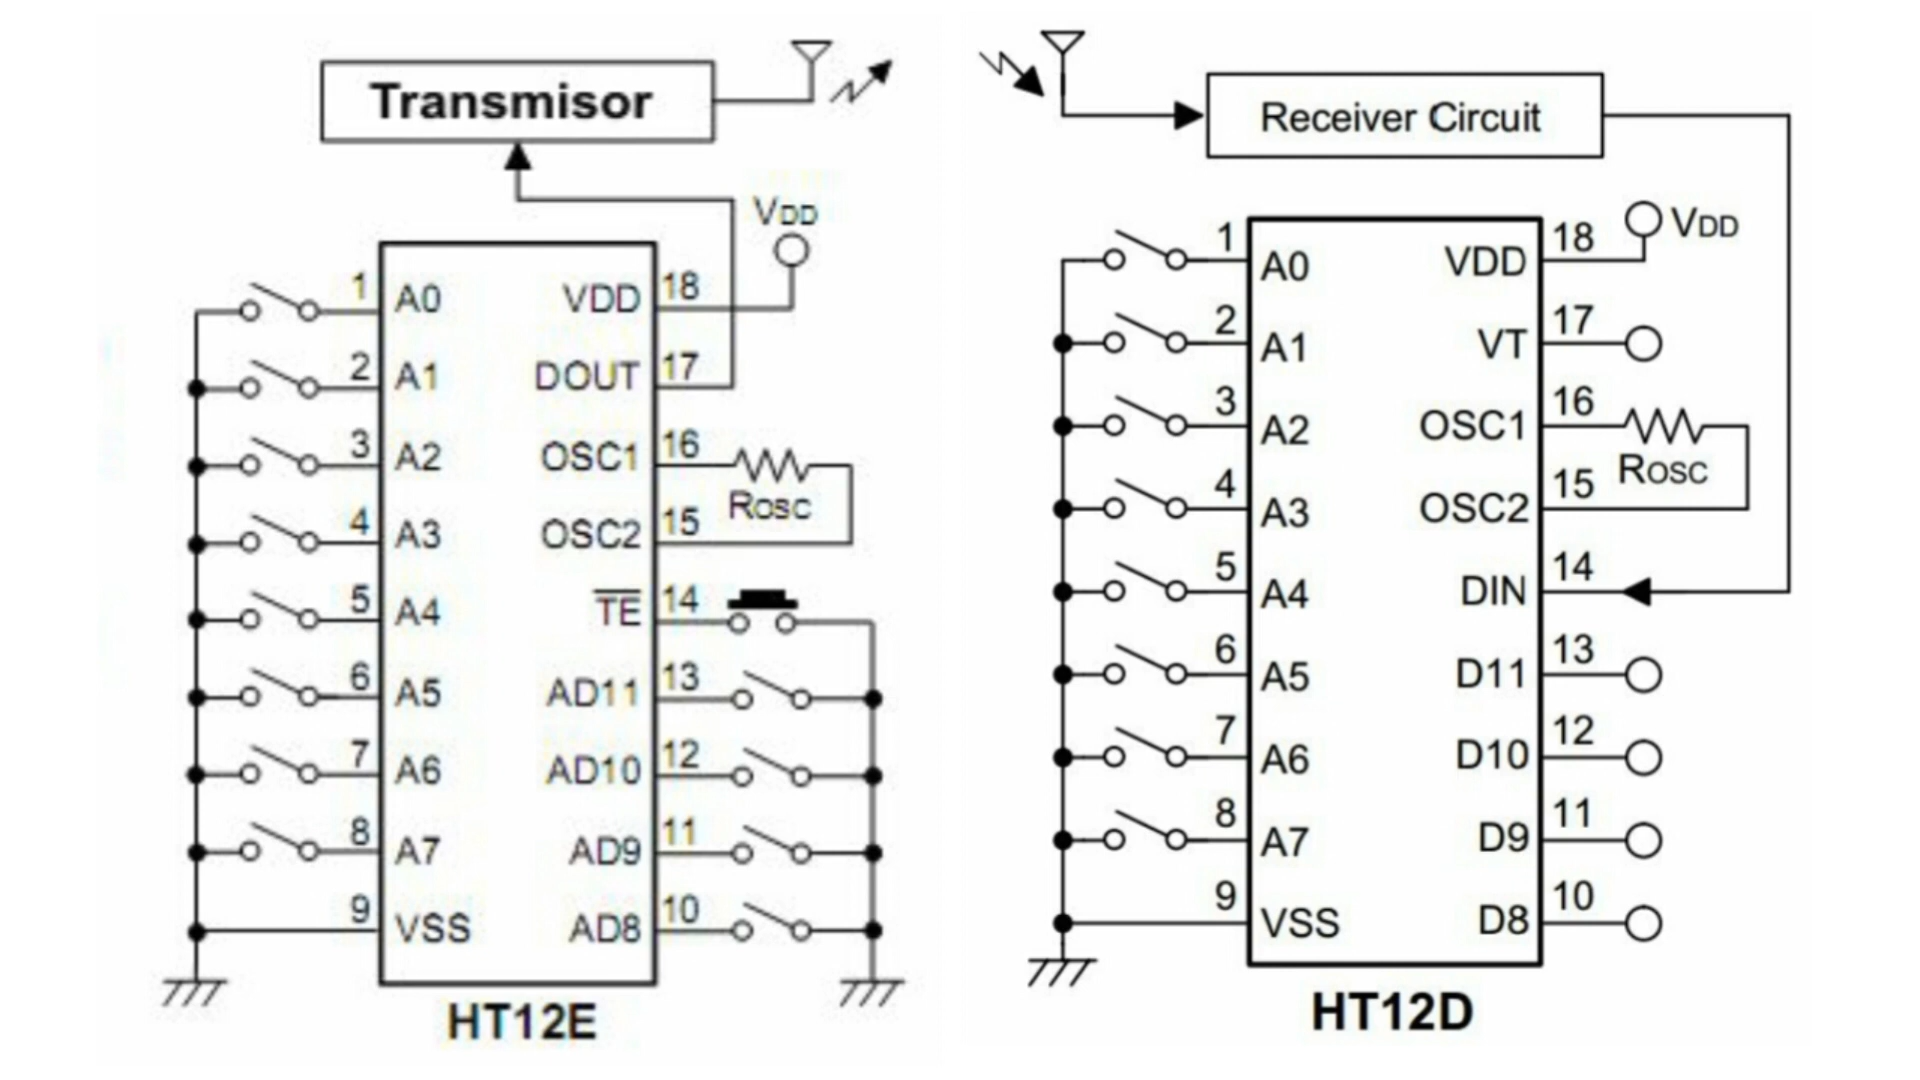 Transmisor
VDD
1 A0 VDD 18
2 A1 DOUT 17
3 A2 OSC1 16
ROSC
4 A3 OSC2 15
5 A4 TE 14
6 A5 AD11 13
7 A6 AD10 12
8 A7 AD9 11
9 VSS AD8 10
HT12E
Receiver Circuit
VDD
1 A0 VDD 18
2 A1 VT 17
3 A2 OSC1 16
ROSC
4 A3 OSC2 15
5 A4 DIN 14
6 A5 D11 13
7 A6 D10 12
8 A7 D9 11
9 VSS D8 10
HT12D